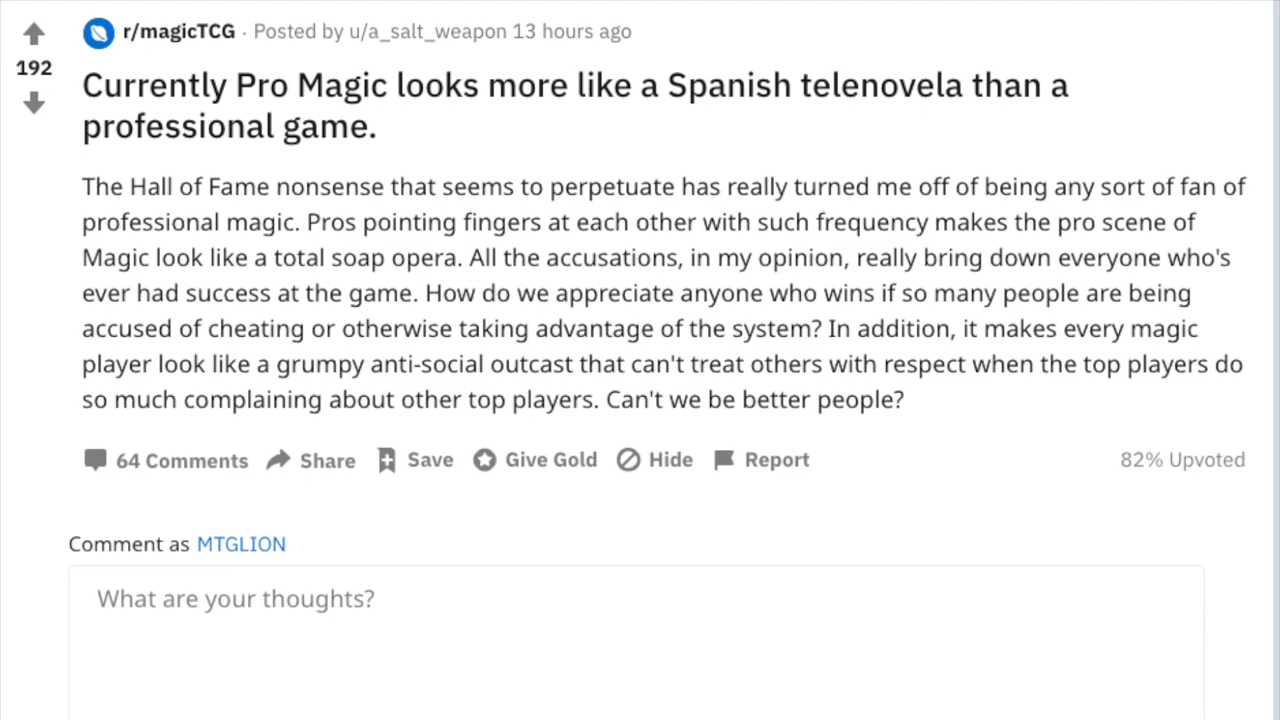 r/magicTCG · Posted by u/a_salt_weapon 13 hours ago
192
Currently Pro Magic looks more like a Spanish telenovela than a
professional game.
The Hall of Fame nonsense that seems to perpetuate has really turned me off of being any sort of fan of
professional magic. Pros pointing fingers at each other with such frequency makes the pro scene of
Magic look like a total soap opera. All the accusations, in my opinion, really bring down everyone who's
ever had success at the game. How do we appreciate anyone who wins if so many people are being
accused of cheating or otherwise taking advantage of the system? In addition, it makes every magic
player look like a grumpy anti-social outcast that can't treat others with respect when the top players do
so much complaining about other top players. Can't we be better people?
64 Comments Share Save Give Gold Hide Report 82% Upvoted
Comment as MTGLION
What are your thoughts?